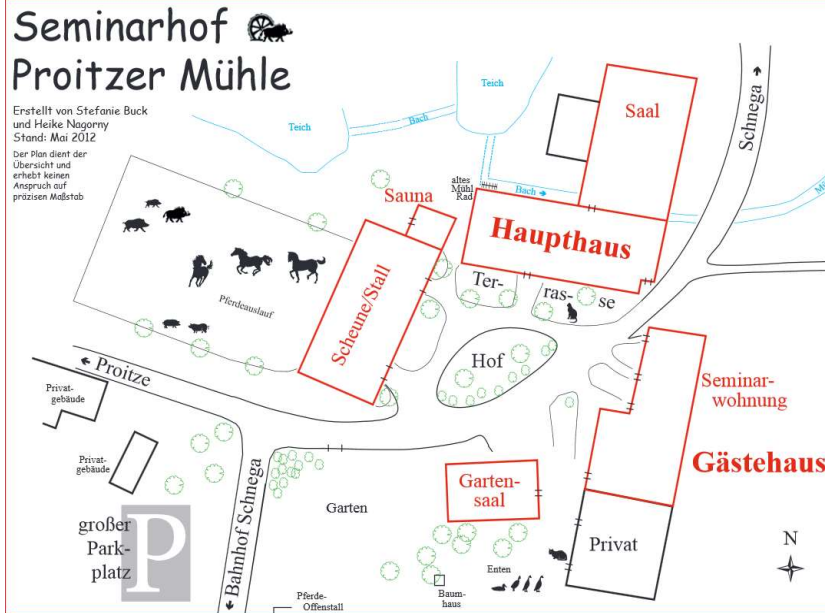 Seminarhof
Proitzer Mühle
Erstellt von Stefanie Buck
und Heike Nagorny
Stand: Mai 2012
Der Plan dient der
Übersicht und
erhebt keinen
Anspruch auf
präzisen Maßstab
Teich
Bach
Teich
Saal
Schnega
altes
Mühl
Rad
Bach
Sauna
Haupthaus
Scheune/Stall
Pferdeauslauf
Ter-
ras-
se
Hof
Proitze
Privat-
gebäude
Privat-
gebäude
Seminar-
wohnung
Gästehaus
Garten-
saal
Garten
großer
Park-
platz
P
Bahnhof Schnega
Privat
N
Enten
Baum-
haus
Pferde-
Offenstall